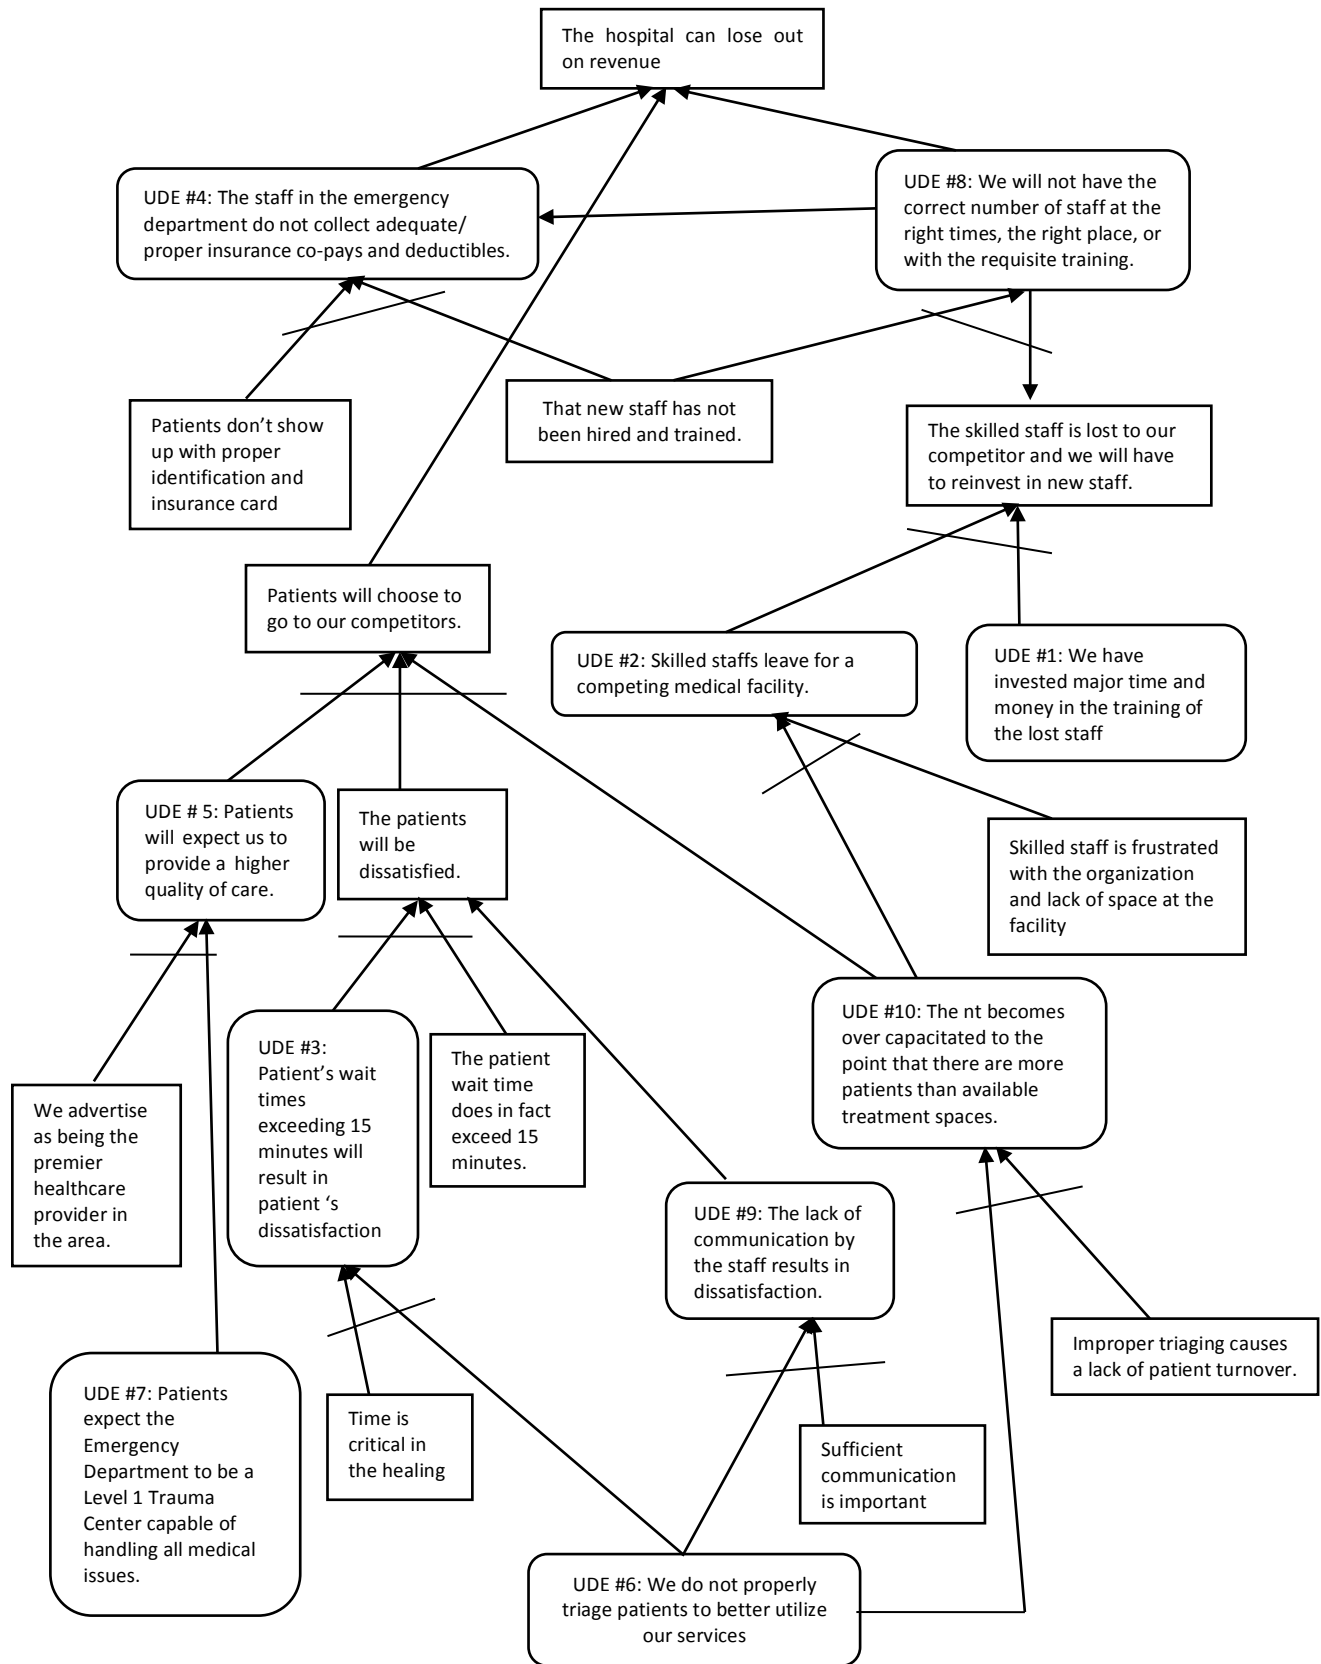 The hospital can lose out
on revenue
UDE #4: The staff in the emergency
department do not collect adequate/
proper insurance co-pays and deductibles.
UDE #8: We will not have the
correct number of staff at the
right times, the right place, or
with the requisite training.
Patients don’t show
up with proper
identification and
insurance card
That new staff has not
been hired and trained.
The skilled staff is lost to our
competitor and we will have
to reinvest in new staff.
Patients will choose to
go to our competitors.
UDE #2: Skilled staffs leave for a
competing medical facility.
UDE #1: We have
invested major time and
money in the training of
the lost staff
UDE # 5: Patients
will expect us to
provide a higher
quality of care.
The patients
will be
dissatisfied.
Skilled staff is frustrated
with the organization
and lack of space at the
facility
UDE #10: The nt becomes
over capacitated to the
point that there are more
patients than available
treatment spaces.
UDE #3:
Patient’s wait
times
exceeding 15
minutes will
result in
patient ‘s
dissatisfaction
The patient
wait time
does in fact
exceed 15
minutes.
We advertise
as being the
premier
healthcare
provider in
the area.
UDE #9: The lack of
communication by
the staff results in
dissatisfaction.
Improper triaging causes
a lack of patient turnover.
UDE #7: Patients
expect the
Emergency
Department to be a
Level 1 Trauma
Center capable of
handling all medical
issues.
Time is
critical in
the healing
Sufficient
communication
is important
UDE #6: We do not properly
triage patients to better utilize
our services